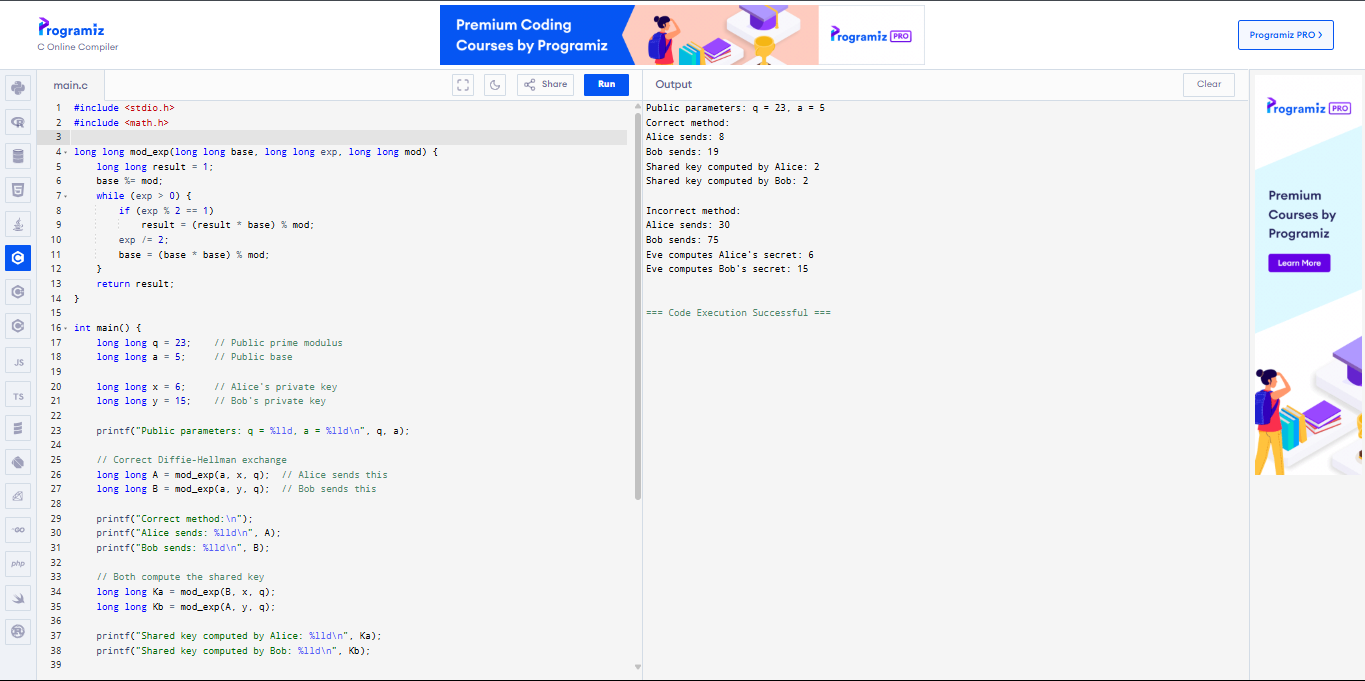 Programiz
C Online Compiler
Premium Coding
Courses by Programiz
Programiz PRO
Programiz PRO >
main.c
Share
Run
Output
Clear
1 #include <stdio.h>
2 #include <math.h>
3
4 long long mod_exp(long long base, long long exp, long long mod) {
5 long long result = 1;
6 base %= mod;
7 while (exp > 0) {
8 if (exp % 2 == 1)
9 result = (result * base) % mod;
10 exp /= 2;
11 base = (base * base) % mod;
12 }
13 return result;
14 }
15
16 int main() {
17 long long q = 23; // Public prime modulus
18 long long a = 5; // Public base
19
20 long long x = 6; // Alice's private key
21 long long y = 15; // Bob's private key
22
23 printf("Public parameters: q = %lld, a = %lld\n", q, a);
24
25 // Correct Diffie-Hellman exchange
26 long long A = mod_exp(a, x, q); // Alice sends this
27 long long B = mod_exp(a, y, q); // Bob sends this
28
29 printf("Correct method:\n");
30 printf("Alice sends: %lld\n", A);
31 printf("Bob sends: %lld\n", B);
32
33 // Both compute the shared key
34 long long Ka = mod_exp(B, x, q);
35 long long Kb = mod_exp(A, y, q);
36
37 printf("Shared key computed by Alice: %lld\n", Ka);
38 printf("Shared key computed by Bob: %lld\n", Kb);
39
Public parameters: q = 23, a = 5
Correct method:
Alice sends: 8
Bob sends: 19
Shared key computed by Alice: 2
Shared key computed by Bob: 2
Incorrect method:
Alice sends: 30
Bob sends: 75
Eve computes Alice's secret: 6
Eve computes Bob's secret: 15
=== Code Execution Successful ===
JS
TS
GO
php
Programiz PRO
Premium
Courses by
Programiz
Learn More